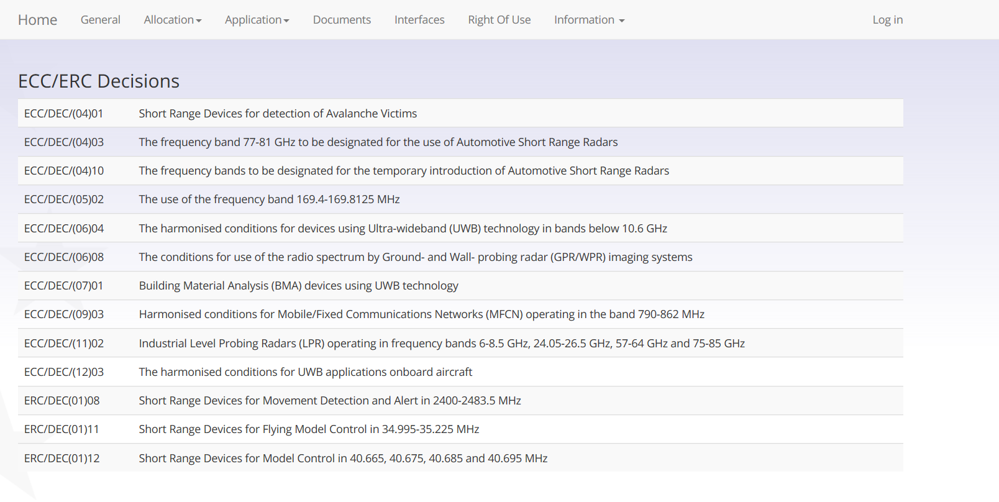 Home General Allocation Application Documents Interfaces Right Of Use Information Log in
ECC/ERC Decisions
ECC/DEC/(04)01 Short Range Devices for detection of Avalanche Victims
ECC/DEC/(04)03 The frequency band 77-81 GHz to be designated for the use of Automotive Short Range Radars
ECC/DEC/(04)10 The frequency bands to be designated for the temporary introduction of Automotive Short Range Radars
ECC/DEC/(05)02 The use of the frequency band 169.4-169.8125 MHz
ECC/DEC/(06)04 The harmonised conditions for devices using Ultra-wideband (UWB) technology in bands below 10.6 GHz
ECC/DEC/(06)08 The conditions for use of the radio spectrum by Ground- and Wall- probing radar (GPR/WPR) imaging systems
ECC/DEC/(07)01 Building Material Analysis (BMA) devices using UWB technology
ECC/DEC/(09)03 Harmonised conditions for Mobile/Fixed Communications Networks (MFCN) operating in the band 790-862 MHz
ECC/DEC/(11)02 Industrial Level Probing Radars (LPR) operating in frequency bands 6-8.5 GHz, 24.05-26.5 GHz, 57-64 GHz and 75-85 GHz
ECC/DEC/(12)03 The harmonised conditions for UWB applications onboard aircraft
ERC/DEC(01)08 Short Range Devices for Movement Detection and Alert in 2400-2483.5 MHz
ERC/DEC(01)11 Short Range Devices for Flying Model Control in 34.995-35.225 MHz
ERC/DEC(01)12 Short Range Devices for Model Control in 40.665, 40.675, 40.685 and 40.695 MHz